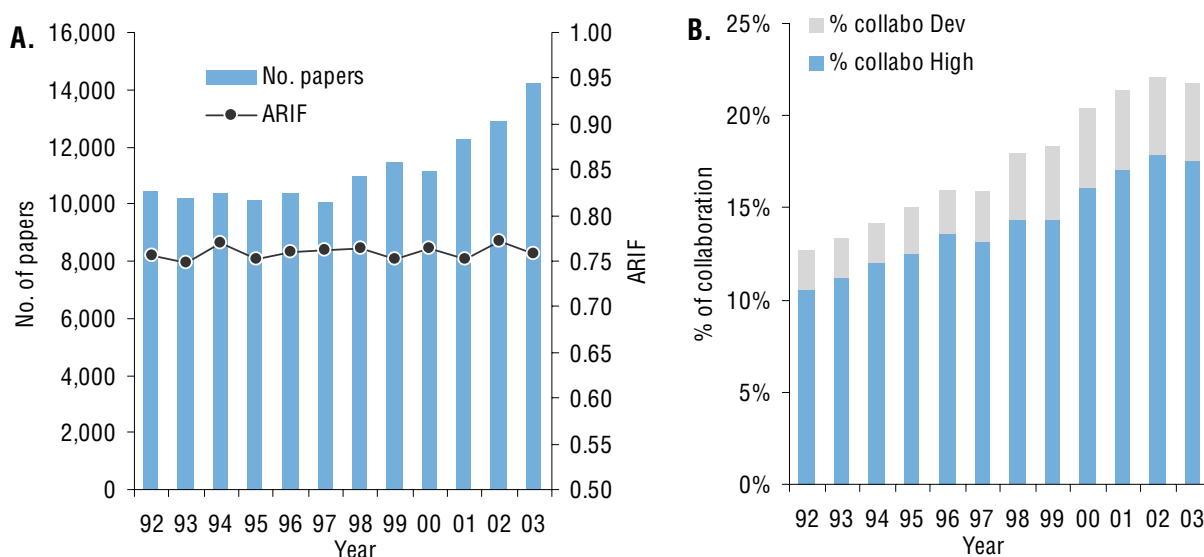 A.
16,000
14,000
12,000
10,000
8,000
6,000
4,000
2,000
0
No. of papers
No. papers
ARIF
1.00
0.95
0.90
0.85
0.80
0.75
0.70
0.65
0.60
0.55
0.50
ARIF
92 93 94 95 96 97 98 99 00 01 02 03
Year
B.
% collabo Dev
% collabo High
25%
20%
15%
10%
5%
0%
% of collaboration
92 93 94 95 96 97 98 99 00 01 02 03
Year